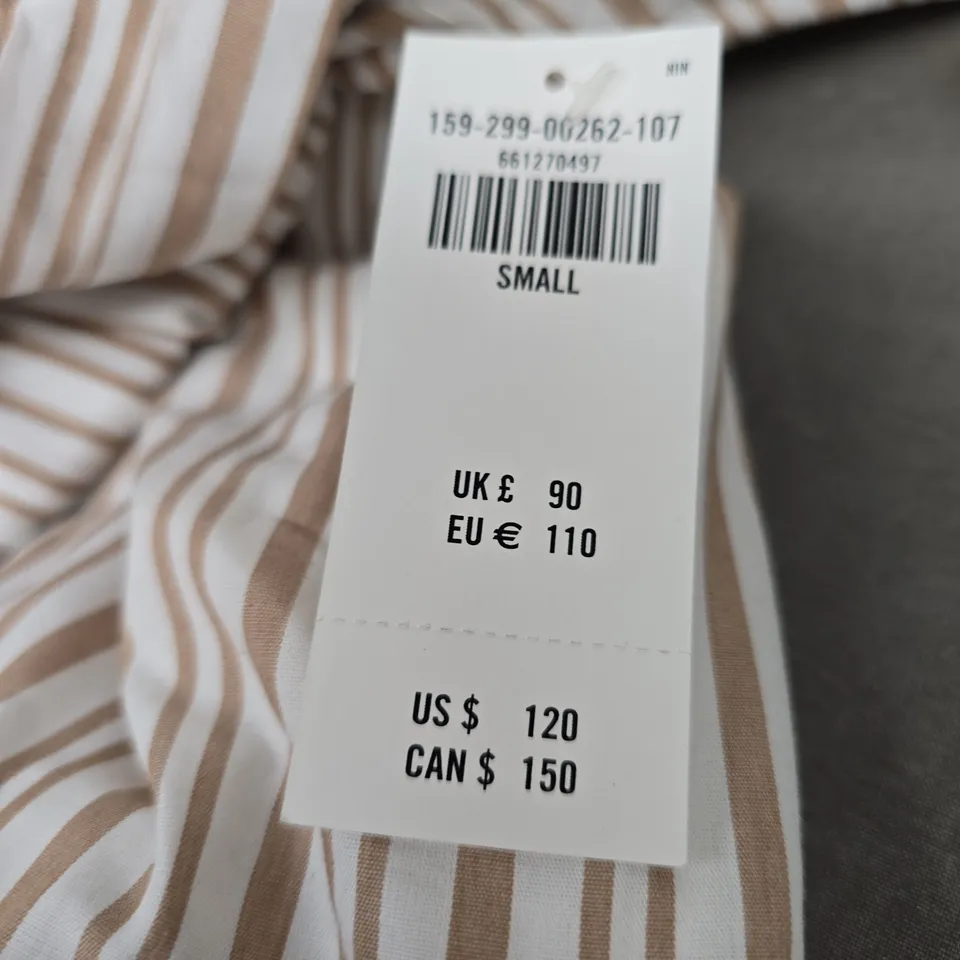 159-299-00262-107
661270497
SMALL
UK £ 90
EU € 110
US $ 120
CAN $ 150